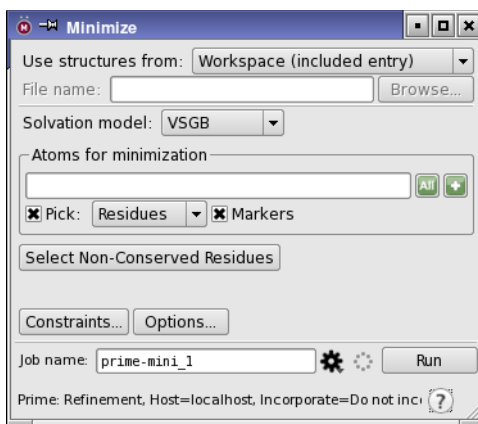 Minimize
Use structures from: Workspace (included entry)
File name: Browse...
Solvation model: VSGB
Atoms for minimization
All
Pick: Residues Markers
Select Non-Conserved Residues
Constraints... Options...
Job name: prime-mini_1 Run
Prime: Refinement, Host=localhost, Incorporate=Do not inc ?